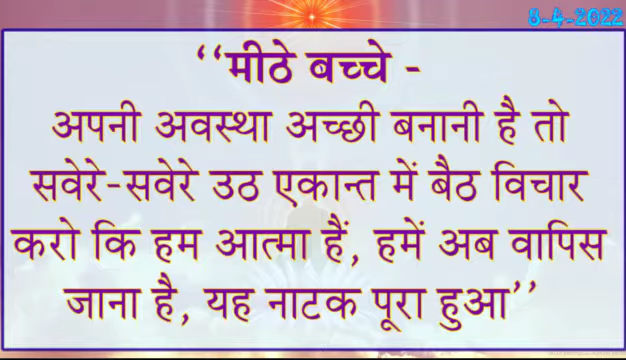 8-4-2022
‘‘मीठे बच्चे -
अपनी अवस्था अच्छी बनानी है तो
सवेरे-सवेरे उठ एकान्त में बैठ विचार
करो कि हम आत्मा हैं, हमें अब वापिस
जाना है, यह नाटक पूरा हुआ’’